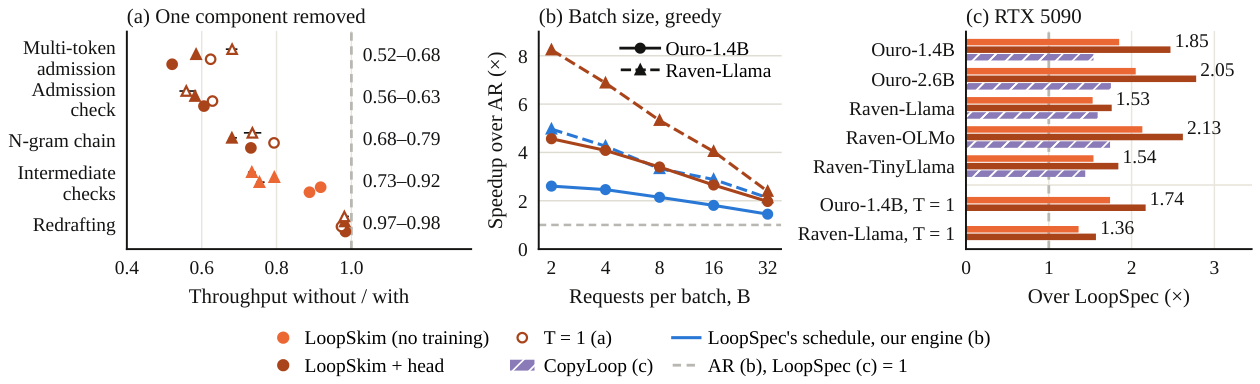 (a) One component removed
Multi-token
admission
0.52–0.68
Admission
check
0.56–0.63
N-gram chain
0.68–0.79
Intermediate
checks
0.73–0.92
Redrafting
0.97–0.98
0.4 0.6 0.8 1.0
Throughput without / with
(b) Batch size, greedy
Speedup over AR (×)
8
6
4
2
0
Ouro-1.4B
Raven-Llama
2 4 8 16 32
Requests per batch, B
(c) RTX 5090
Ouro-1.4B
1.85
Ouro-2.6B
2.05
Raven-Llama
1.53
Raven-OLMo
2.13
Raven-TinyLlama
1.54
Ouro-1.4B, T = 1
1.74
Raven-Llama, T = 1
1.36
0 1 2 3
Over LoopSpec (×)
LoopSkim (no training)
LoopSkim + head
T = 1 (a)
CopyLoop (c)
LoopSpec's schedule, our engine (b)
AR (b), LoopSpec (c) = 1